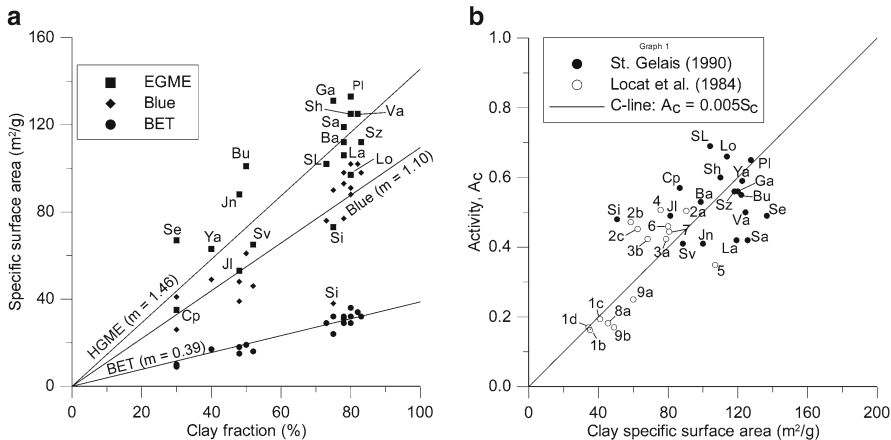 a
160
120
80
40
0
0
20
40
60
80
100
Specific surface area (m²/g)
Clay fraction (%)
EGME
Blue
BET
Ga
Pl
Sh
Va
Sa
Ba
Sz
SL
La
Lo
Bu
Jn
Se
Ya
Sv
Si
Jl
Cp
Si
HGME (m = 1.46)
Blue (m = 1.10)
BET (m = 0.39)
b
1.0
0.8
0.6
0.4
0.2
0.0
0
40
80
120
160
200
Activity, Ac
Clay specific surface area (m²/g)
Graph 1
St. Gelais (1990)
Locat et al. (1984)
C-line: Ac = 0.005Sc
SL
Lo
Sh
Ya
Pl
Cp
Ga
Ba
Sz
Bu
Si
2b
4
Jl
2a
Va
Se
2c
6
7
3b
3a
Sv
Jn
La
Sa
5
9a
1c
8a
1d
1b
9b